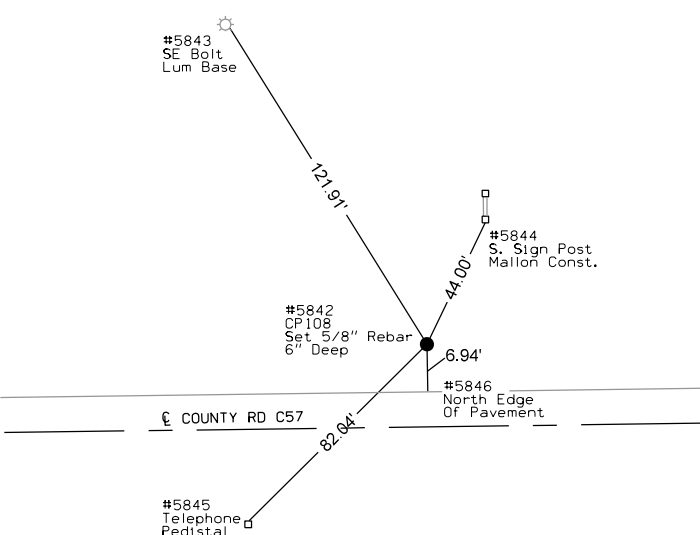 #5843
SE Bolt
Lum Base
121.91'
#5844
S. Sign Post
Mallon Const.
44.00'
#5842
CP108
Set 5/8" Rebar
6" Deep
6.94'
#5846
North Edge
Of Pavement
℄ COUNTY RD C57
82.04'
#5845
Telephone
Pedistal